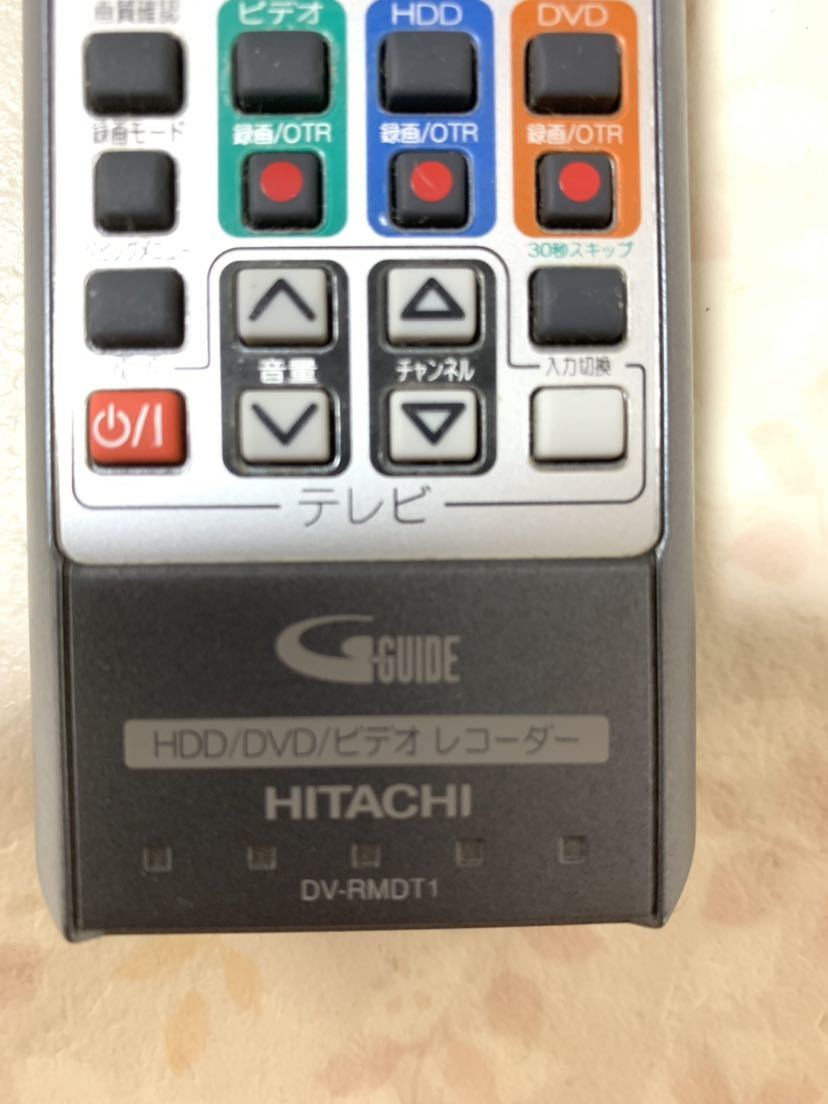 画質確認 ビデオ HDD DVD
録画モード 録画/OTR 録画/OTR 録画/OTR
30秒スキップ
音量 チャンネル 入力切換
テレビ
G-GUIDE
HDD/DVD/ビデオ レコーダー
HITACHI
DV-RMDT1